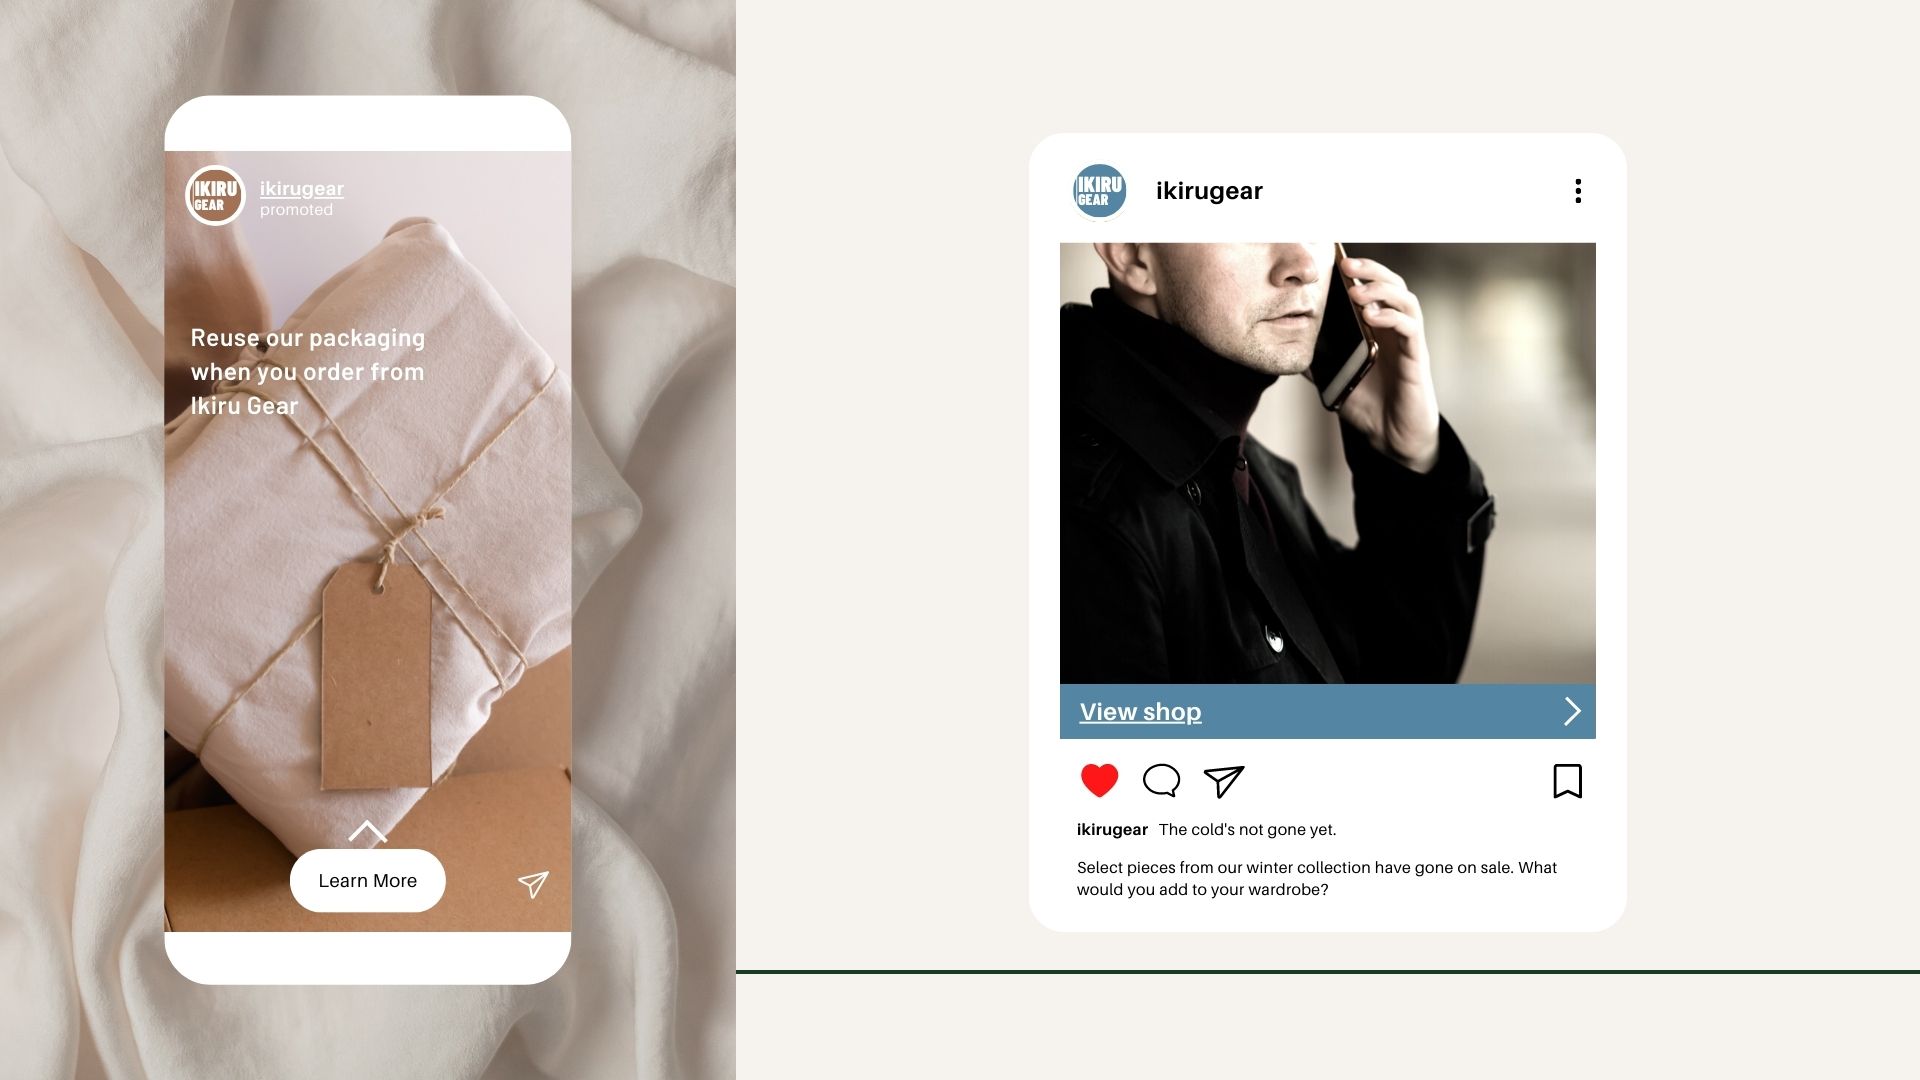 IKIRU
GEAR
ikirugear
promoted
Reuse our packaging
when you order from
Ikiru Gear
Learn More
IKIRU
GEAR
ikirugear
View shop
ikirugear The cold's not gone yet.
Select pieces from our winter collection have gone on sale. What
would you add to your wardrobe?